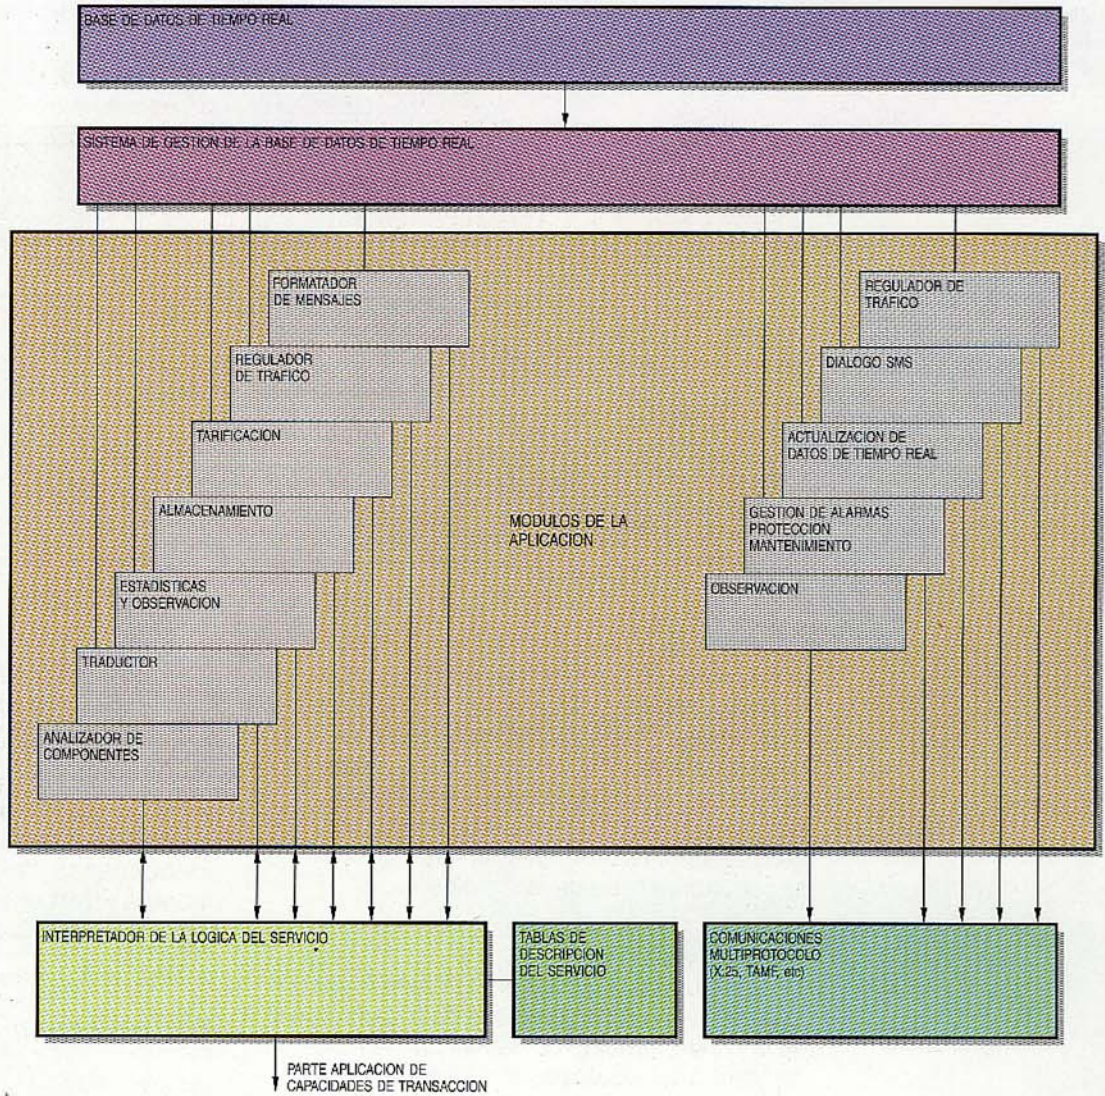 BASE DE DATOS DE TIEMPO REAL
SISTEMA DE GESTION DE LA BASE DE DATOS DE TIEMPO REAL
FORMATADOR
DE MENSAJES
REGULADOR
DE TRAFICO
TARIFICACION
ALMACENAMIENTO
ESTADISTICAS
Y OBSERVACION
TRADUCTOR
ANALIZADOR DE
COMPONENTES
MODULOS DE LA
APLICACION
REGULADOR DE
TRAFICO
DIALOGO SMS
ACTUALIZACION DE
DATOS DE TIEMPO REAL
GESTION DE ALARMAS
PROTECCION
MANTENIMIENTO
OBSERVACION
INTERPRETADOR DE LA LOGICA DEL SERVICIO
TABLAS DE
DESCRIPCION
DEL SERVICIO
COMUNICACIONES
MULTIPROTOCOLO
(X.25, TAMF, etc)
PARTE APLICACION DE
CAPACIDADES DE TRANSACCION